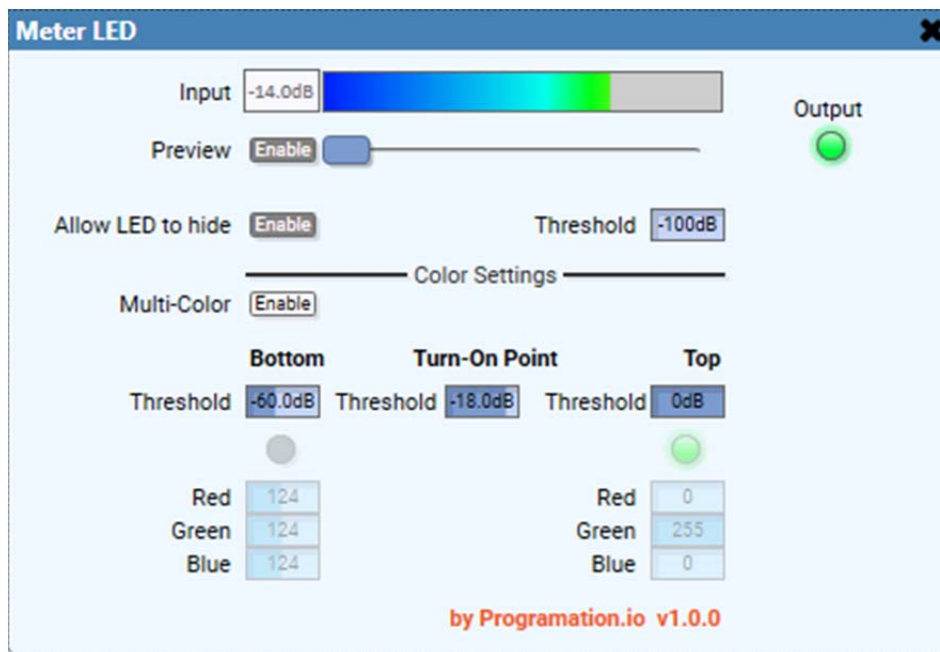 Meter LED
Input -14.0dB
Output
Preview Enable
Allow LED to hide Enable Threshold -100dB
Color Settings
Multi-Color Enable
Bottom Turn-On Point Top
Threshold -60.0dB Threshold -18.0dB Threshold 0dB
Red 124 Red 0
Green 124 Green 255
Blue 124 Blue 0
by Programation.io v1.0.0